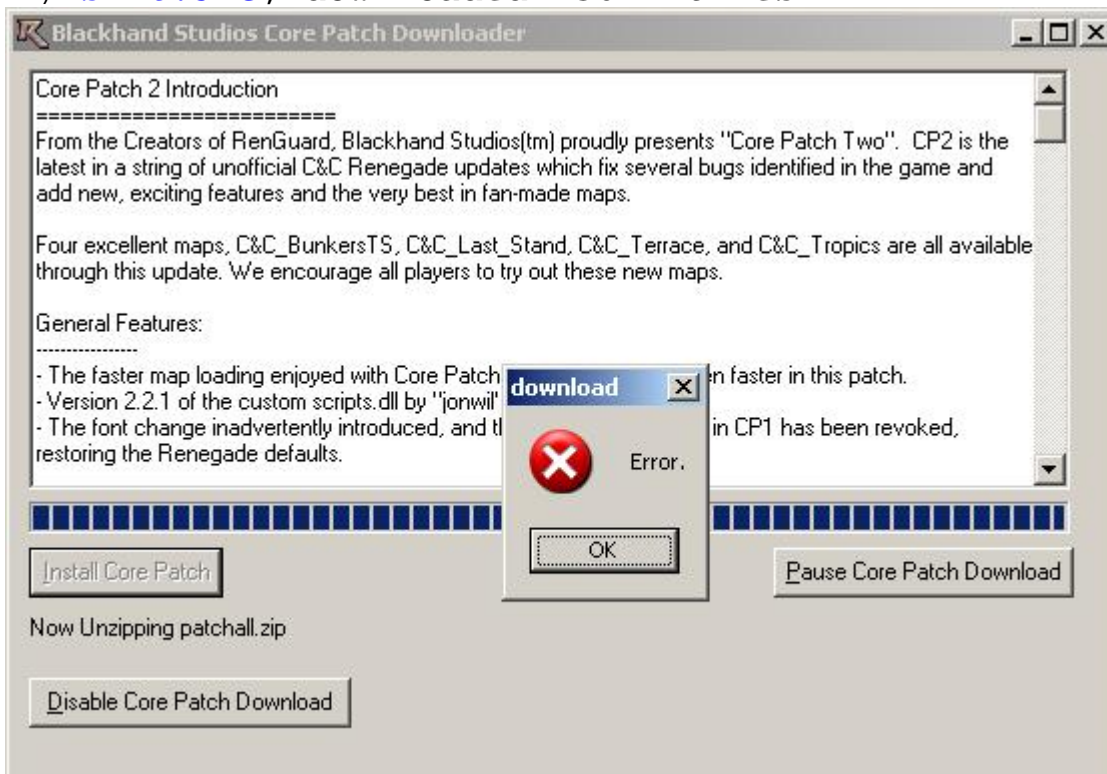 Blackhand Studios Core Patch Downloader
Core Patch 2 Introduction
=========================
From the Creators of RenGuard, Blackhand Studios(tm) proudly presents "Core Patch Two". CP2 is the
latest in a string of unofficial C&C Renegade updates which fix several bugs identified in the game and
add new, exciting features and the very best in fan-made maps.
Four excellent maps, C&C_BunkersTS, C&C_Last_Stand, C&C_Terrace, and C&C_Tropics are all available
through this update. We encourage all players to try out these new maps.
General Features:
----------------
- The faster map loading enjoyed with Core Patch en faster in this patch.
- Version 2.2.1 of the custom scripts.dll by "jonwil"
- The font change inadvertently introduced, and in CP1 has been revoked,
restoring the Renegade defaults.
download
Error.
OK
Install Core Patch
Pause Core Patch Download
Now Unzipping patchall.zip
Disable Core Patch Download